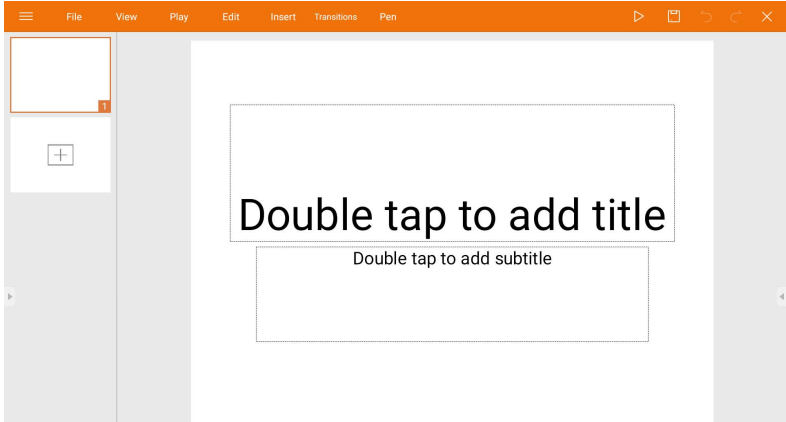 File View Play Edit Insert Transitions Pen
1
Double tap to add title
Double tap to add subtitle